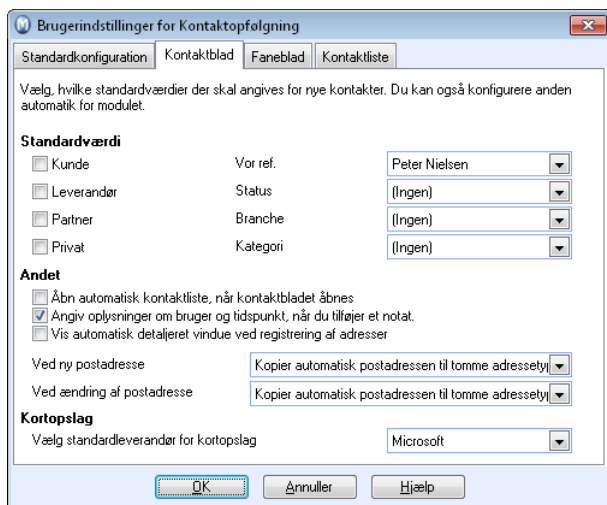 Brugerindstillinger for Kontaktopfølgning
Standardkonfiguration Kontaktblad Faneblad Kontaktliste
Vælg, hvilke standardværdier der skal angives for nye kontakter. Du kan også konfigurere anden
automatik for modulet.
Standardværdi
Kunde Vor ref. Peter Nielsen
Leverandør Status (Ingen)
Partner Branche (Ingen)
Privat Kategori (Ingen)
Andet
Åbn automatisk kontaktliste, når kontaktbladet åbnes
Angiv oplysninger om bruger og tidspunkt, når du tilføjer et notat.
Vis automatisk detaljeret vindue ved registrering af adresser
Ved ny postadresse Kopier automatisk postadressen til tomme adressety
Ved ændring af postadresse Kopier automatisk postadressen til tomme adressety
Kortopslag
Vælg standardleverandør for kortopslag Microsoft
OK Annuller Hjælp